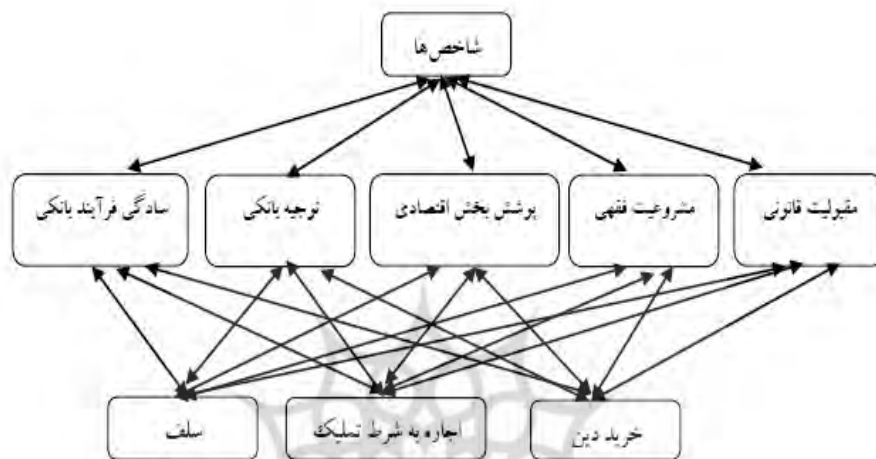 شاخص‌ها
مقبولیت قانونی
مشروعیت فقهی
پوشش بخش اقتصادی
توجیه بانکی
سادگی فرآیند بانکی
خرید دین
اجاره به شرط تملیک
سلف